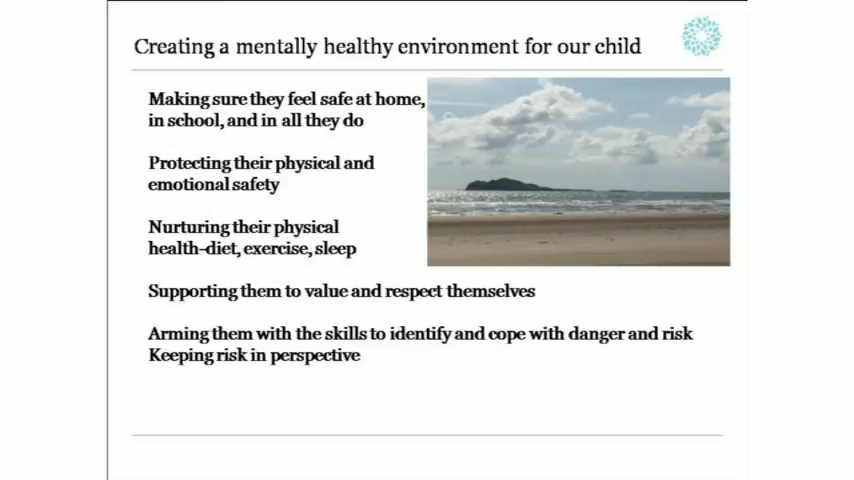 Creating a mentally healthy environment for our child
Making sure they feel safe at home,
in school, and in all they do
Protecting their physical and
emotional safety
Nurturing their physical
health-diet, exercise, sleep
Supporting them to value and respect themselves
Arming them with the skills to identify and cope with danger and risk
Keeping risk in perspective